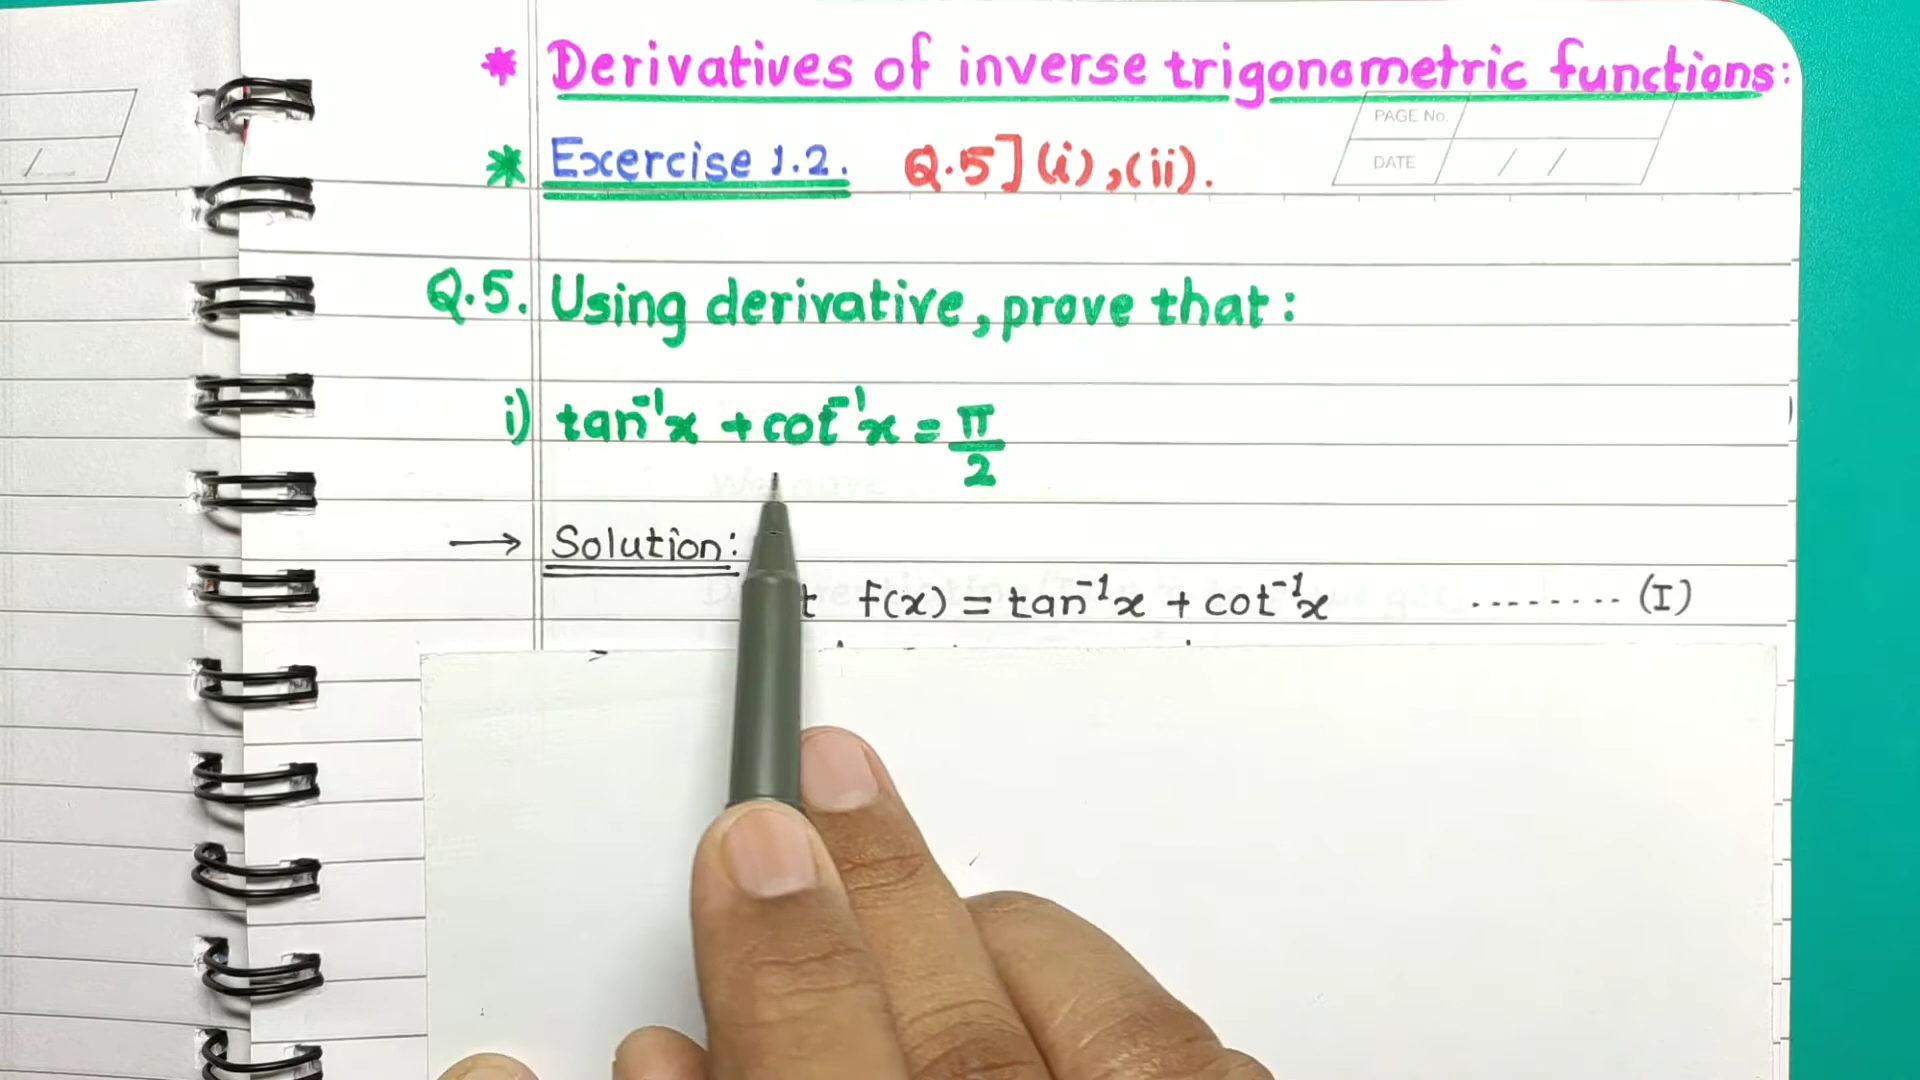 * Derivatives of inverse trigonometric functions:
PAGE No.
* Exercise 1.2. Q.5] (i),(ii).
DATE / /
Q.5. Using derivative, prove that:
i) tan⁻¹x + cot⁻¹x = π/2
→ Solution:
f(x) = tan⁻¹x + cot⁻¹x ........ (I)